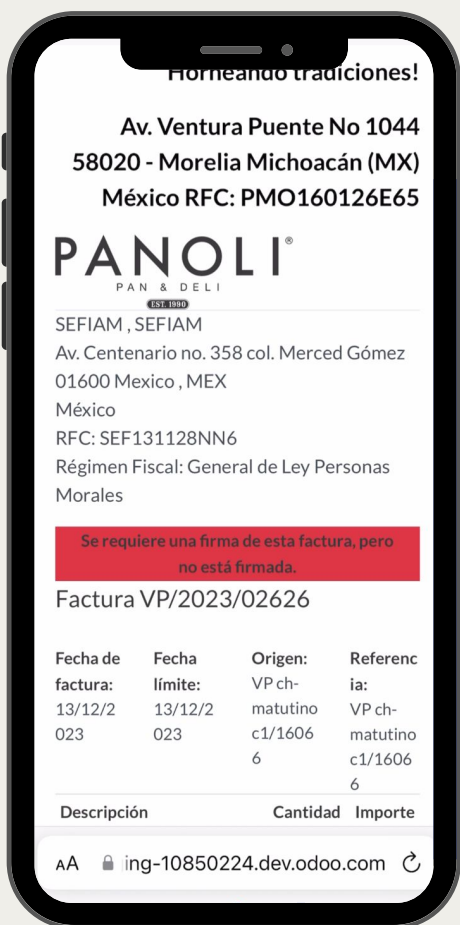 Horneando tradiciones!
Av. Ventura Puente No 1044
58020 - Morelia Michoacán (MX)
México RFC: PMO160126E65
PANOLI®
PAN & DELI
EST. 1990
SEFIAM , SEFIAM
Av. Centenario no. 358 col. Merced Gómez
01600 Mexico , MEX
México
RFC: SEF131128NN6
Régimen Fiscal: General de Ley Personas
Morales
Se requiere una firma de esta factura, pero
no está firmada.
Factura VP/2023/02626
Fecha de factura:
13/12/2
023
Fecha límite:
13/12/2
023
Origen:
VP ch-
matutino
c1/1606
6
Referenc
ia:
VP ch-
matutino
c1/1606
6
Descripción Cantidad Importe
AA ing-10850224.dev.odoo.com